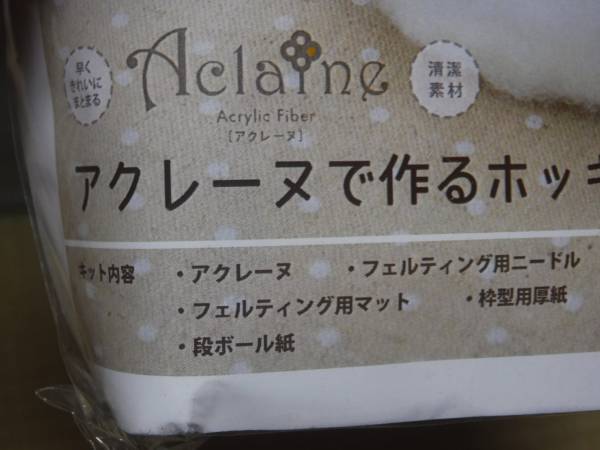 早く
きれいに
まとまる
Aclaine
Acrylic Fiber
[アクレーヌ]
清潔
素材
アクレーヌで作るホッキ
キット内容
・アクレーヌ ・フェルティング用ニードル
・フェルティング用マット ・枠型用厚紙
・段ボール紙